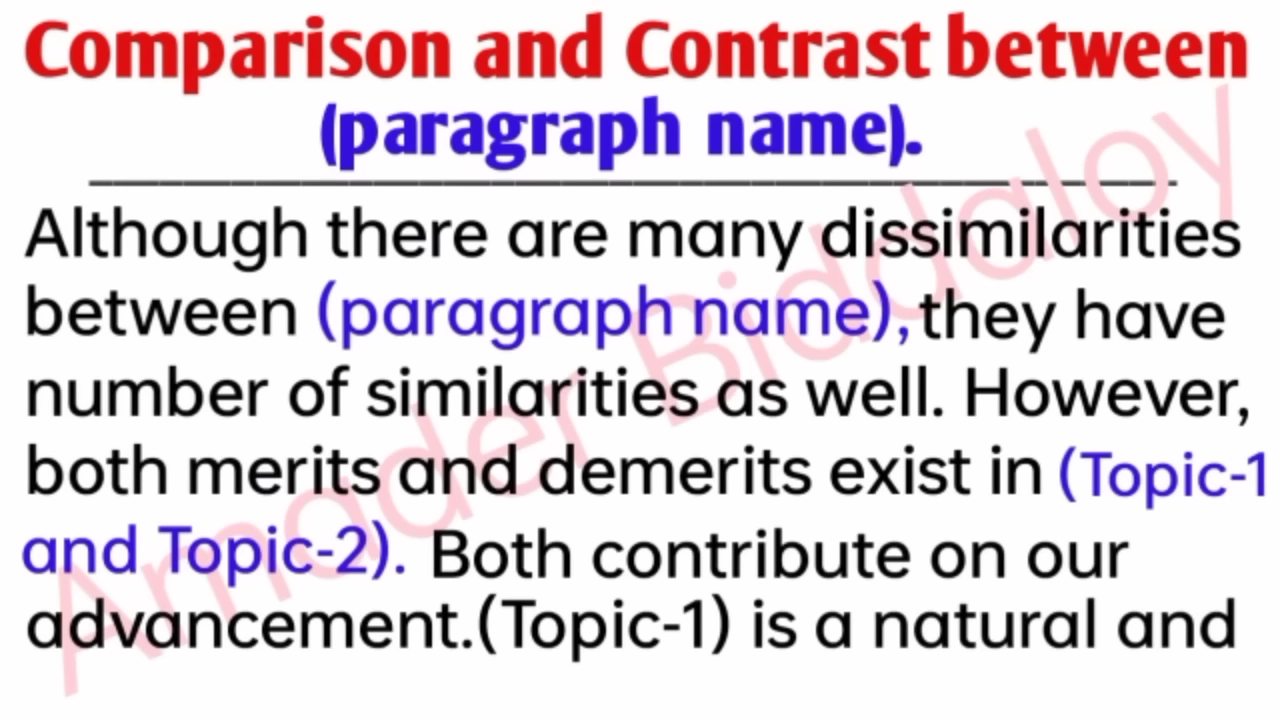 Comparison and Contrast between
(paragraph name).
Although there are many dissimilarities
between (paragraph name), they have
number of similarities as well. However,
both merits and demerits exist in (Topic-1
and Topic-2). Both contribute on our
advancement.(Topic-1) is a natural and
Amader Biddaloy